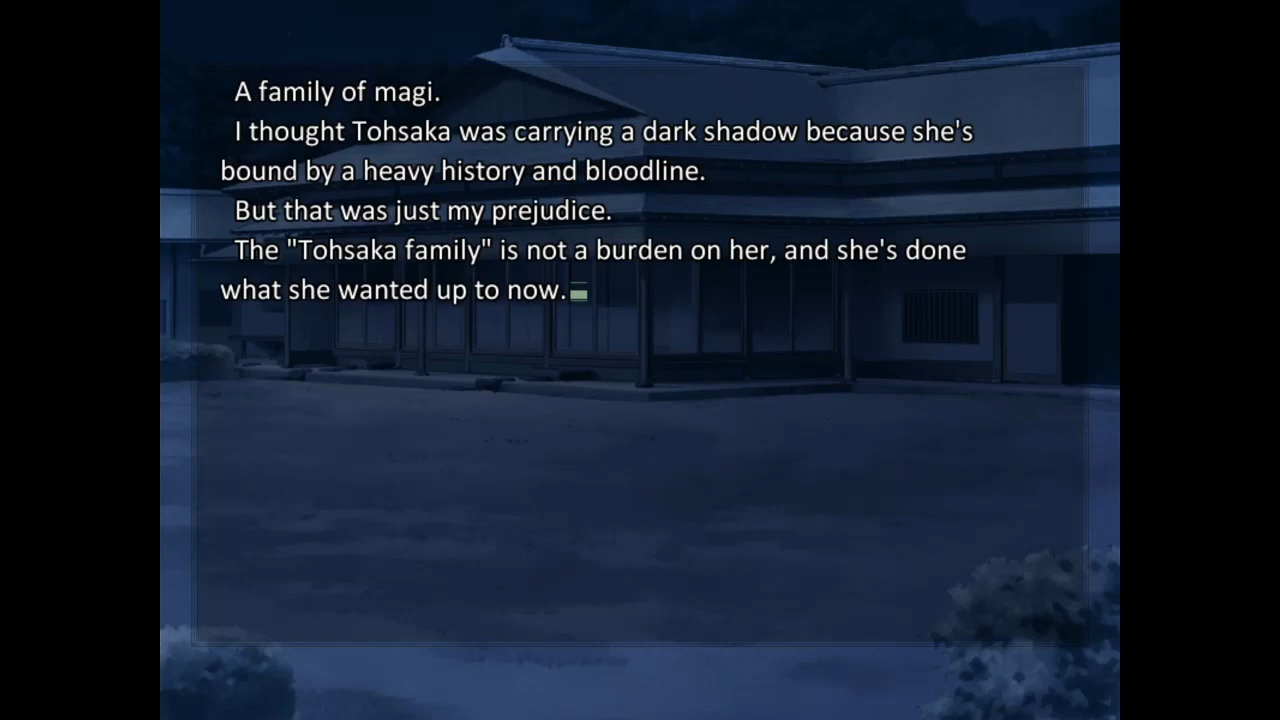 A family of magi.
I thought Tohsaka was carrying a dark shadow because she's
bound by a heavy history and bloodline.
But that was just my prejudice.
The "Tohsaka family" is not a burden on her, and she's done
what she wanted up to now.